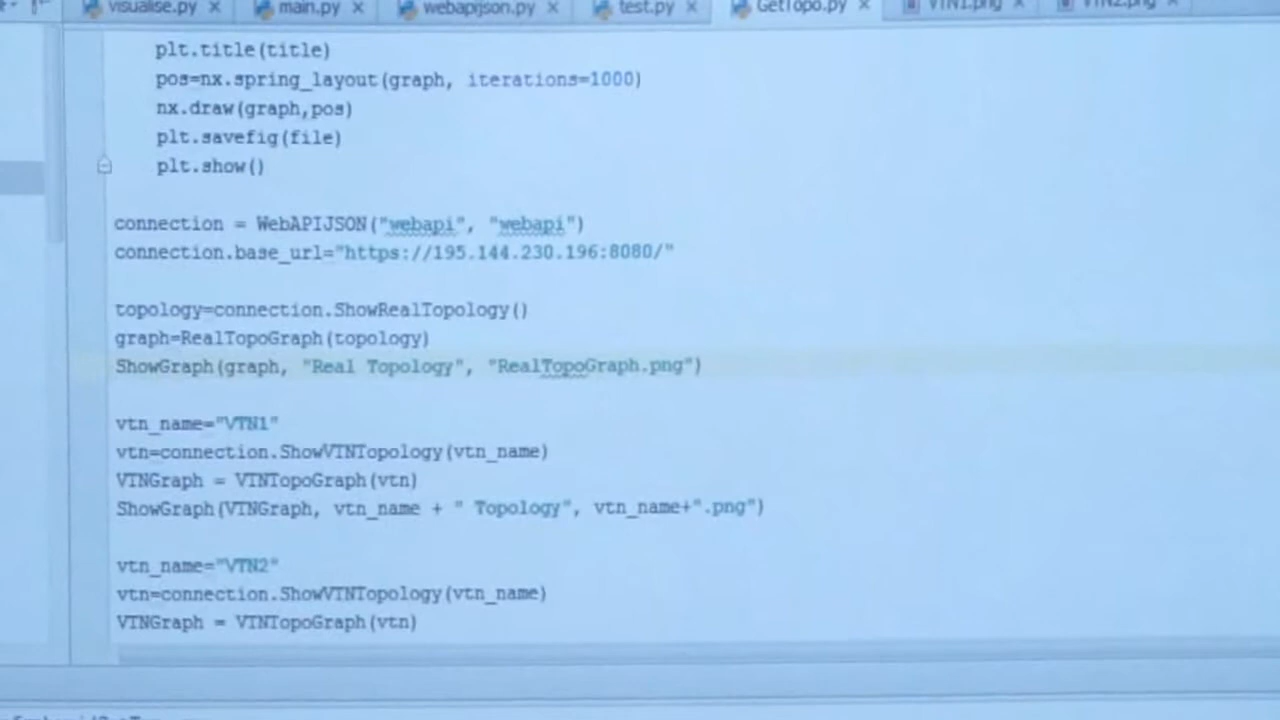 visualise.py main.py webapijson.py test.py GetTopo.py VTN1.png VTN2.png
plt.title(title)
pos=nx.spring_layout(graph, iterations=1000)
nx.draw(graph,pos)
plt.savefig(file)
plt.show()
connection = WebAPIJSON("webapi", "webapi")
connection.base_url="https://195.144.230.196:8080/"
topology=connection.ShowRealTopology()
graph=RealTopoGraph(topology)
ShowGraph(graph, "Real Topology", "RealTopoGraph.png")
vtn_name="VTN1"
vtn=connection.ShowVTNTopology(vtn_name)
VTNGraph = VTNTopoGraph(vtn)
ShowGraph(VTNGraph, vtn_name + " Topology", vtn_name+".png")
vtn_name="VTN2"
vtn=connection.ShowVTNTopology(vtn_name)
VTNGraph = VTNTopoGraph(vtn)